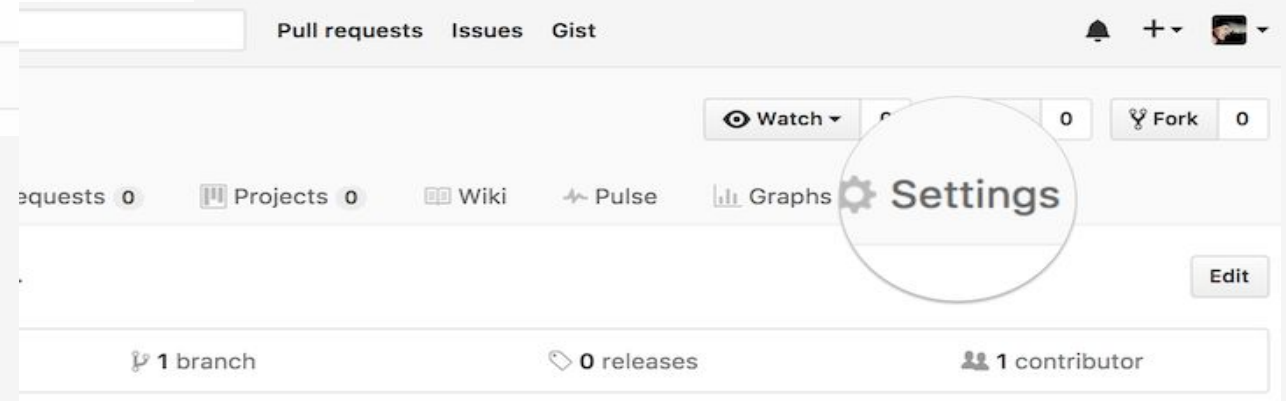 Pull requests Issues Gist
Watch 0 Fork 0
equests 0 Projects 0 Wiki Pulse Graphs Settings
Edit
1 branch 0 releases 1 contributor